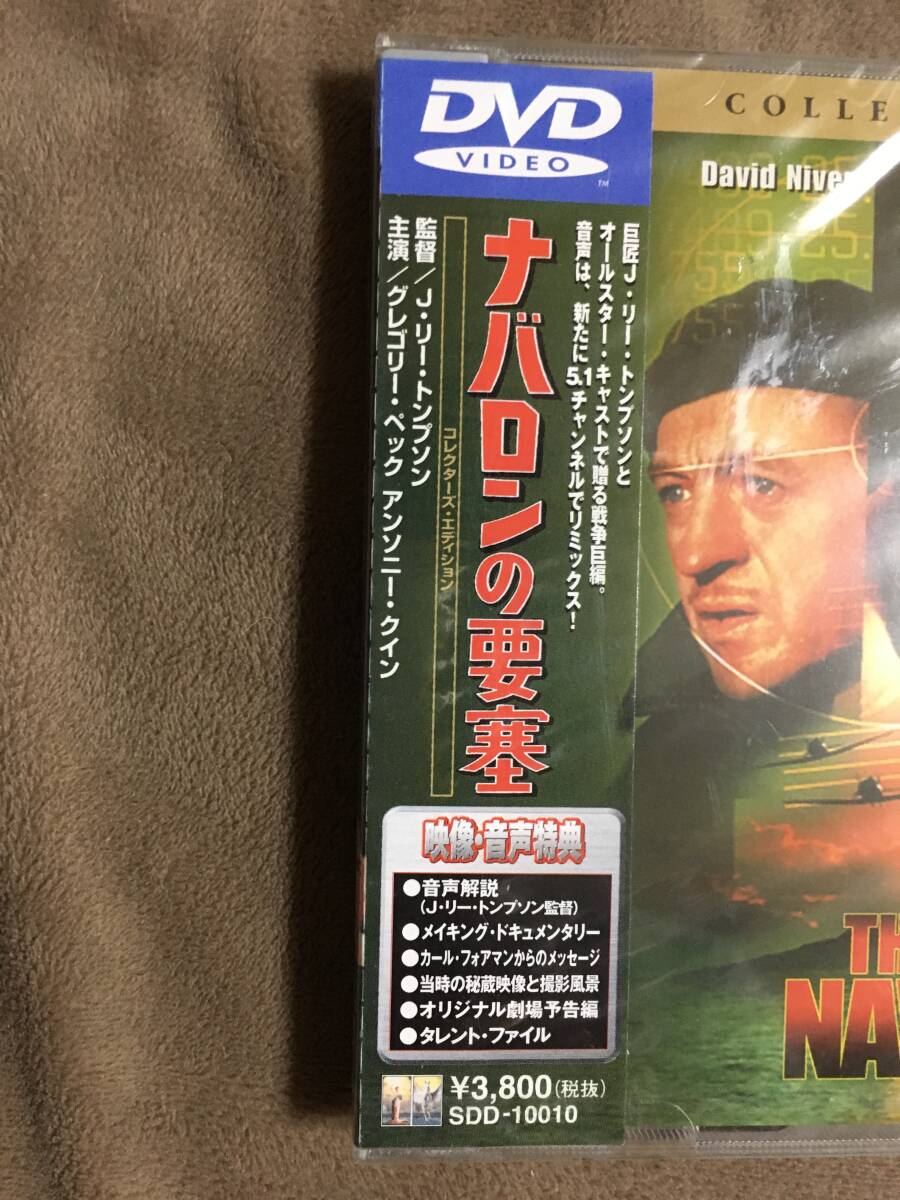 DVD
VIDEO
TM
巨匠J・リー・トンプソンと
オールスター・キャストで贈る戦争巨編。
音声は、新たに5.1チャンネルでリミックス!
ナバロンの要塞
コレクターズ・エディション
監督/J・リー・トンプソン
主演/グレゴリー・ペック アンソニー・クイン
映像・音声特典
●音声解説
(J・リー・トンプソン監督)
●メイキング・ドキュメンタリー
●カール・フォアマンからのメッセージ
●当時の秘蔵映像と撮影風景
●オリジナル劇場予告編
●タレント・ファイル
¥3,800(税抜)
SDD-10010
COLLE
David Niven
TH
NAV